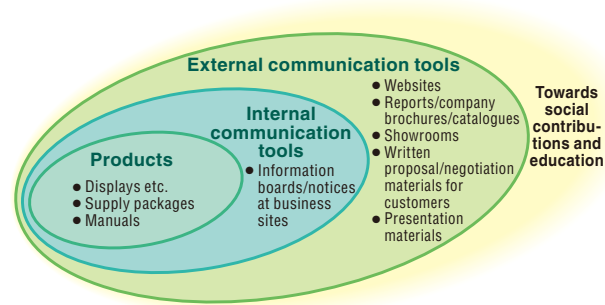 External communication tools
● Websites
● Reports/company
brochures/catalogues
● Showrooms
● Written
proposal/negotiation
materials for
customers
● Presentation
materials
Towards
social
contribu-
tions and
education
Internal
communication
tools
● Information
boards/notices
at business
sites
Products
● Displays etc.
● Supply packages
● Manuals